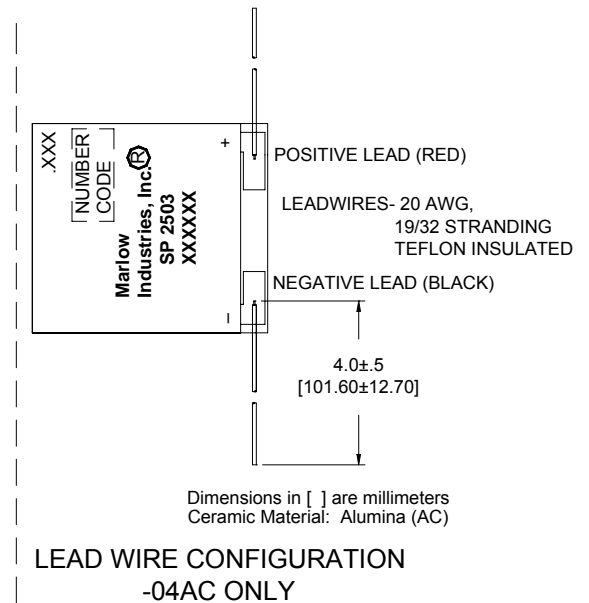 .XXX
NUMBER
CODE
Marlow
Industries, Inc.®
SP 2503
XXXXXX
+
–
POSITIVE LEAD (RED)
LEADWIRES- 20 AWG,
19/32 STRANDING
TEFLON INSULATED
NEGATIVE LEAD (BLACK)
4.0±.5
[101.60±12.70]
Dimensions in [ ] are millimeters
Ceramic Material: Alumina (AC)
LEAD WIRE CONFIGURATION
-04AC ONLY